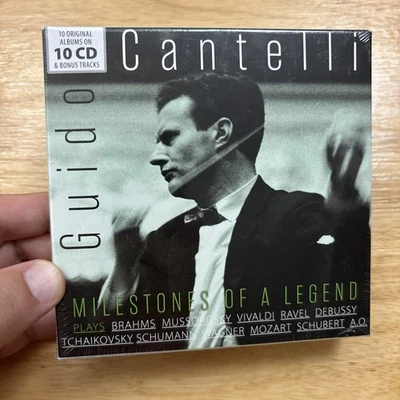 10 ORIGINAL
ALBUMS ON
10 CD
& BONUS TRACKS
Guido
Cantelli
MILESTONES OF A LEGEND
PLAYS BRAHMS MUSSORGSKY VIVALDI RAVEL DEBUSSY
TCHAIKOVSKY SCHUMANN WAGNER MOZART SCHUBERT A.O.